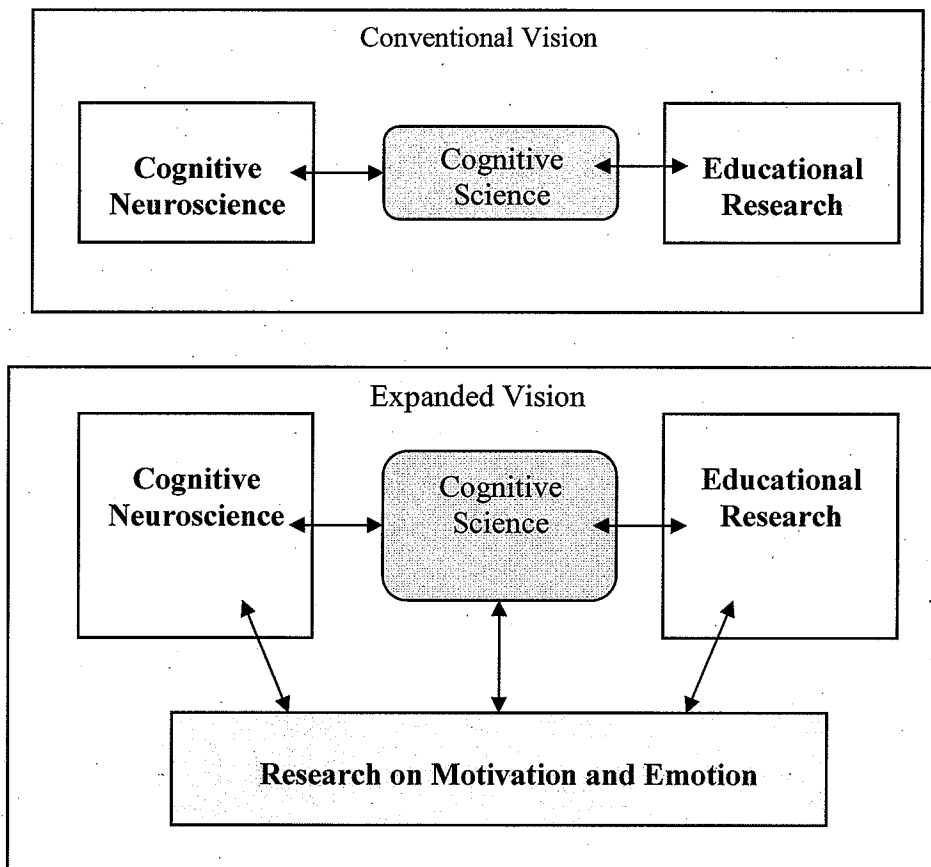 Conventional Vision
Cognitive
Neuroscience
Cognitive
Science
Educational
Research
Expanded Vision
Cognitive
Neuroscience
Cognitive
Science
Educational
Research
Research on Motivation and Emotion